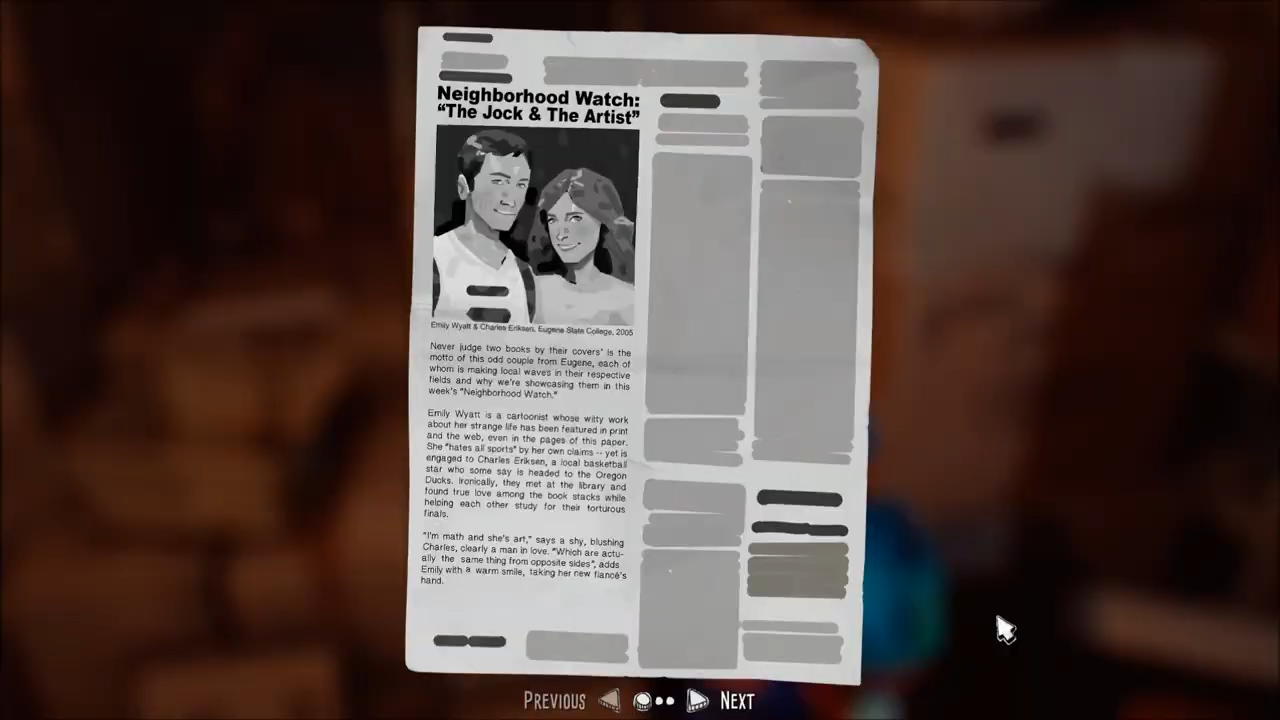 Neighborhood Watch:
“The Jock & The Artist”
Emily Wyatt & Charles Eriksen, Eugene State College, 2005
Never judge two books by their covers' is the
motto of this odd couple from Eugene, each of
whom is making local waves in their respective
fields and why we're showcasing them in this
week's "Neighborhood Watch."
Emily Wyatt is a cartoonist whose witty work
about her strange life has been featured in print
and the web, even in the pages of this paper.
She "hates all sports" by her own claims -- yet is
engaged to Charles Eriksen, a local basketball
star who some say is headed to the Oregon
Ducks. Ironically, they met at the library and
found true love among the book stacks while
helping each other study for their torturous
finals.
"I'm math and she's art," says a shy, blushing
Charles, clearly a man in love. "Which are actu-
ally the same thing from opposite sides", adds
Emily with a warm smile, taking her new fiancé's
hand.
Previous
Next